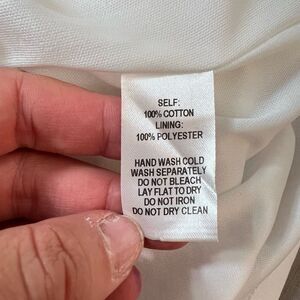 SELF:
100% COTTON
LINING:
100% POLYESTER
HAND WASH COLD
WASH SEPARATELY
DO NOT BLEACH
LAY FLAT TO DRY
DO NOT IRON
DO NOT DRY CLEAN